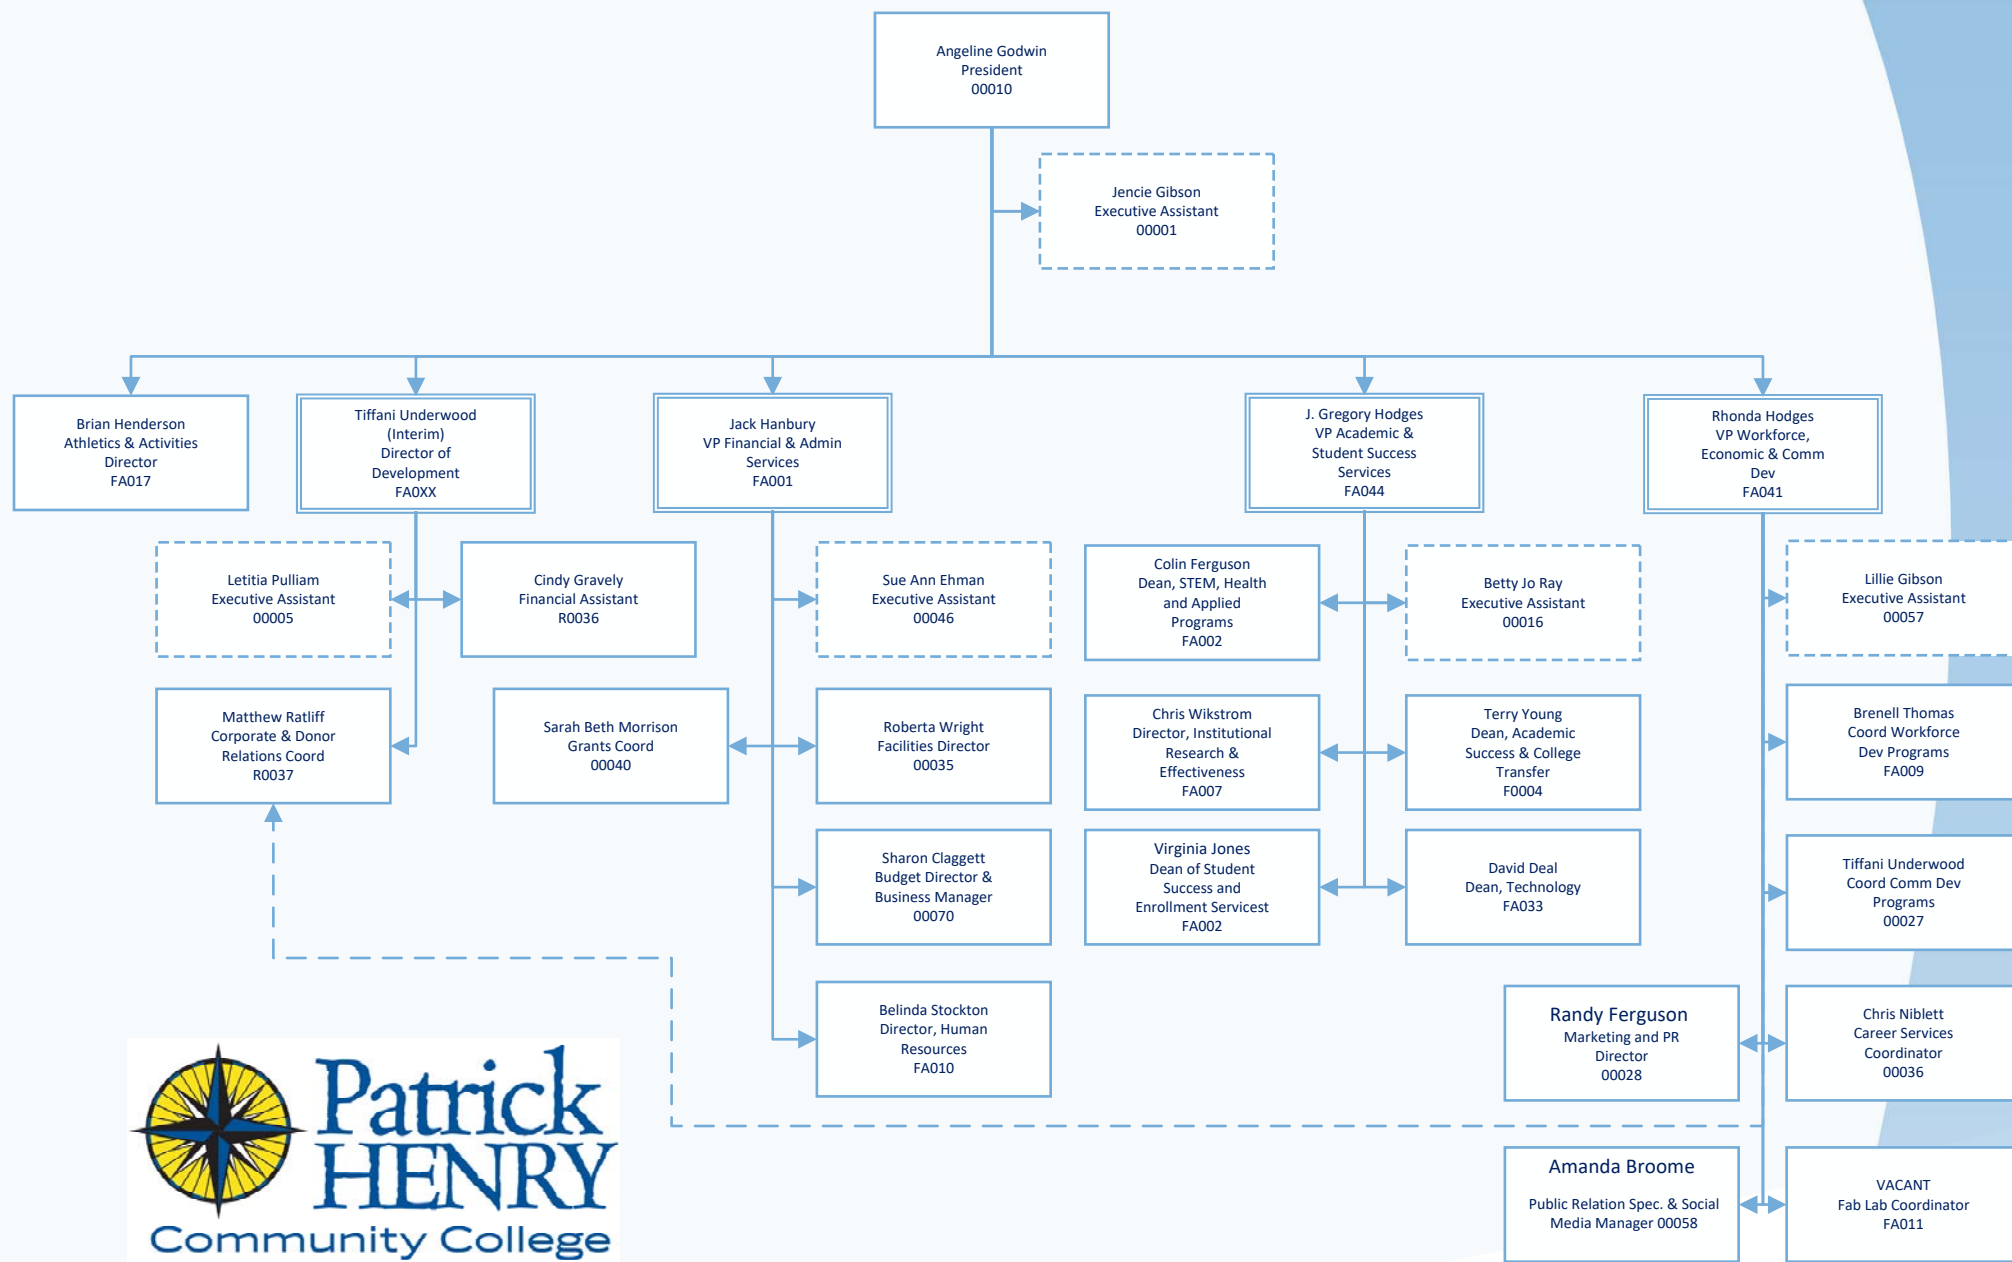 Angeline Godwin
President
00010
Jencie Gibson
Executive Assistant
00001
Brian Henderson
Athletics & Activities
Director
FA017
Tiffani Underwood
(Interim)
Director of
Development
FA0XX
Jack Hanbury
VP Financial & Admin
Services
FA001
J. Gregory Hodges
VP Academic &
Student Success
Services
FA044
Rhonda Hodges
VP Workforce,
Economic & Comm
Dev
FA041
Letitia Pulliam
Executive Assistant
00005
Cindy Gravely
Financial Assistant
R0036
Sue Ann Ehman
Executive Assistant
00046
Colin Ferguson
Dean, STEM, Health
and Applied
Programs
FA002
Betty Jo Ray
Executive Assistant
00016
Lillie Gibson
Executive Assistant
00057
Matthew Ratliff
Corporate & Donor
Relations Coord
R0037
Sarah Beth Morrison
Grants Coord
00040
Roberta Wright
Facilities Director
00035
Chris Wikstrom
Director, Institutional
Research &
Effectiveness
FA007
Terry Young
Dean, Academic
Success & College
Transfer
F0004
Brenell Thomas
Coord Workforce
Dev Programs
FA009
Sharon Claggett
Budget Director &
Business Manager
00070
Virginia Jones
Dean of Student
Success and
Enrollment Servicest
FA002
David Deal
Dean, Technology
FA033
Tiffani Underwood
Coord Comm Dev
Programs
00027
Belinda Stockton
Director, Human
Resources
FA010
Randy Ferguson
Marketing and PR
Director
00028
Chris Niblett
Career Services
Coordinator
00036
Amanda Broome
Public Relation Spec. & Social
Media Manager 00058
VACANT
Fab Lab Coordinator
FA011
Patrick
HENRY
Community College